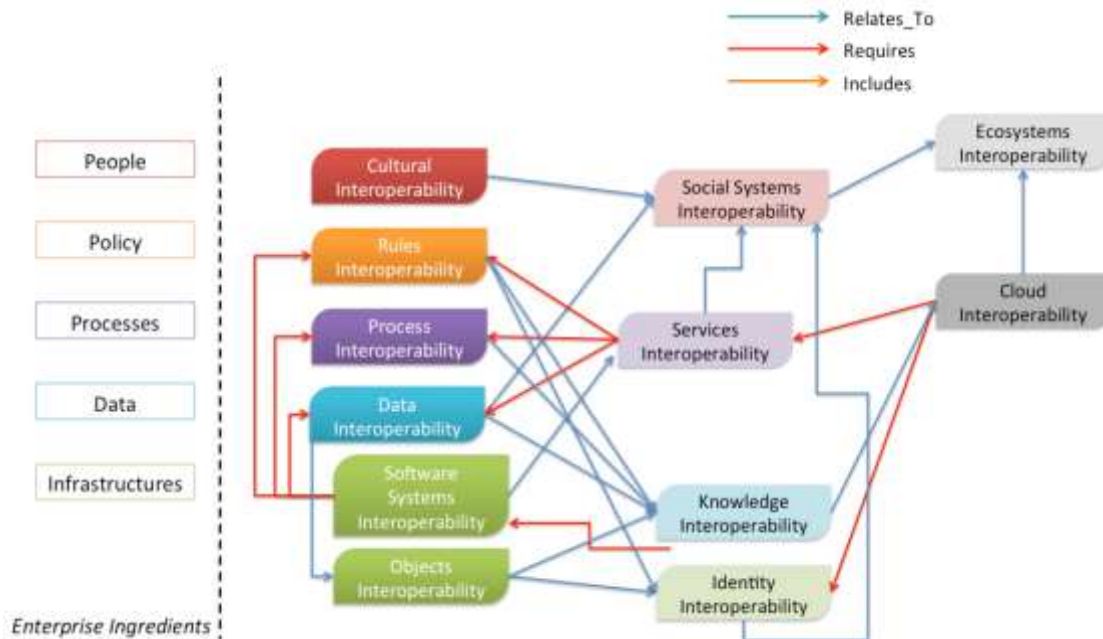 Relates_To
Requires
Includes
People
Policy
Processes
Data
Infrastructures
Enterprise Ingredients
Cultural
Interoperability
Rules
Interoperability
Process
Interoperability
Data
Interoperability
Software
Systems
Interoperability
Objects
Interoperability
Social Systems
Interoperability
Services
Interoperability
Knowledge
Interoperability
Identity
Interoperability
Ecosystems
Interoperability
Cloud
Interoperability